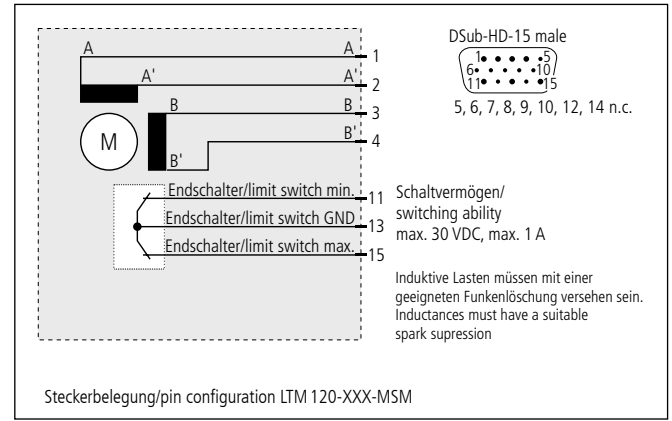 DSub-HD-15 male
1 5
6 10
11 15
5, 6, 7, 8, 9, 10, 12, 14 n.c.
A A 1
A' A' 2
B B 3
B' B' 4
M
Endschalter/limit switch min. 11
Endschalter/limit switch GND 13
Endschalter/limit switch max. 15
Schaltvermögen/
switching ability
max. 30 VDC, max. 1 A
Induktive Lasten müssen mit einer
geeigneten Funkenlöschung versehen sein.
Inductances must have a suitable
spark supression
Steckerbelegung/pin configuration LTM 120-XXX-MSM